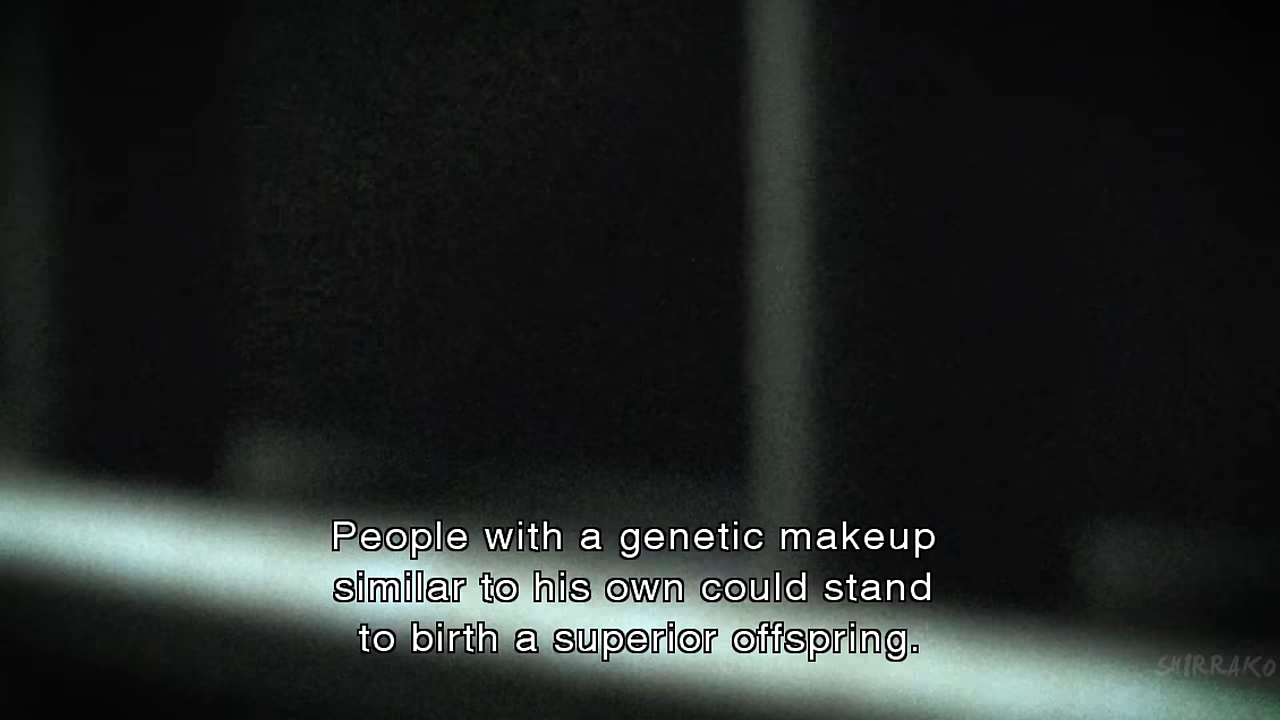 People with a genetic makeup
similar to his own could stand
to birth a superior offspring.
SHIRRAKO